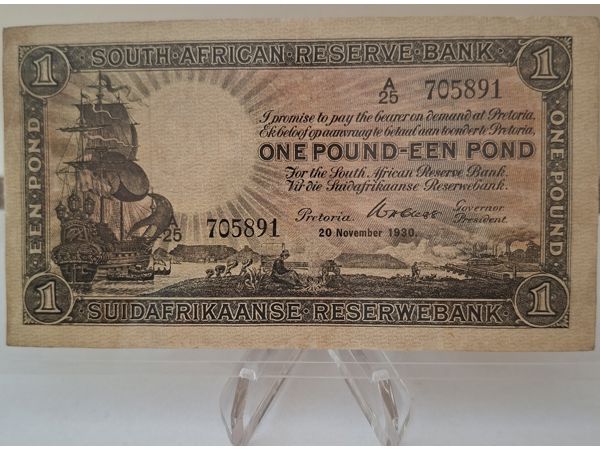 1 · SOUTH · AFRICAN · RESERVE · BANK · 1
A/25 705891
I promise to pay the bearer on demand at Pretoria.
Ek beloof op aanvraag te betaal aan toonder te Pretoria,
ONE POUND-EEN POND
For the South African Reserve Bank.
Vir die Suidafrikaanse Reserwebank.
Pretoria.
Governor
President.
20 November 1930.
A/25 705891
· EEN · POND ·
· ONE · POUND ·
1 · SUIDAFRIKAANSE · RESERWEBANK · 1